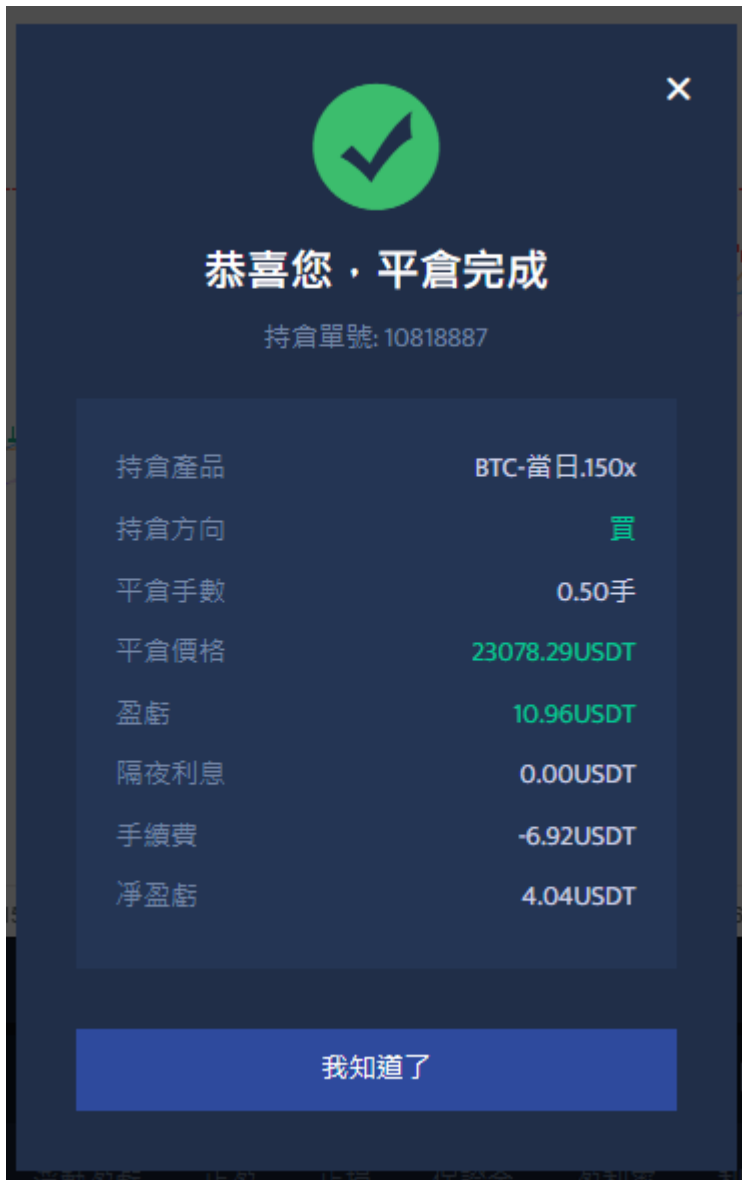 恭喜您，平倉完成
持倉單號: 10818887
持倉產品 BTC-當日.150x
持倉方向 買
平倉手數 0.50手
平倉價格 23078.29USDT
盈虧 10.96USDT
隔夜利息 0.00USDT
手續費 -6.92USDT
凈盈虧 4.04USDT
我知道了